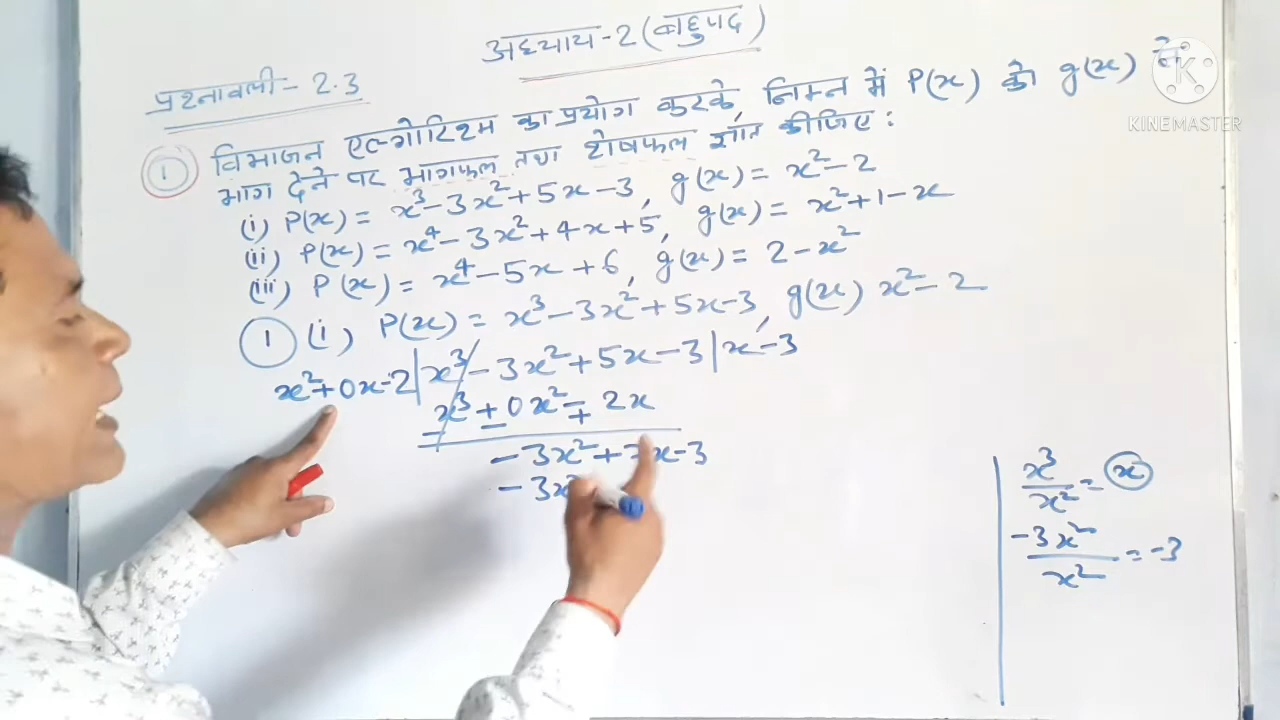 अध्याय-2 (बहुपद)
प्रश्नावली- 2.3
① विभाजन एल्गोरिथ्म का प्रयोग करके, निम्न में P(x) को g(x) से
भाग देने पर भागफल तथा शेषफल ज्ञात कीजिए:
(i) P(x) = x³-3x²+5x-3, g(x) = x²-2
(ii) P(x) = x⁴-3x²+4x+5, g(x) = x²+1-x
(iii) P(x) = x⁴-5x+6, g(x) = 2-x²
① (i) P(x) = x³-3x²+5x-3, g(x) x²-2
x²+0x-2 | x³-3x²+5x-3 | x-3
x³+0x²-2x
- - +
-3x²+3x-3
-3x²
x³/x² = x
-3x²/x² = -3
KINEMASTER